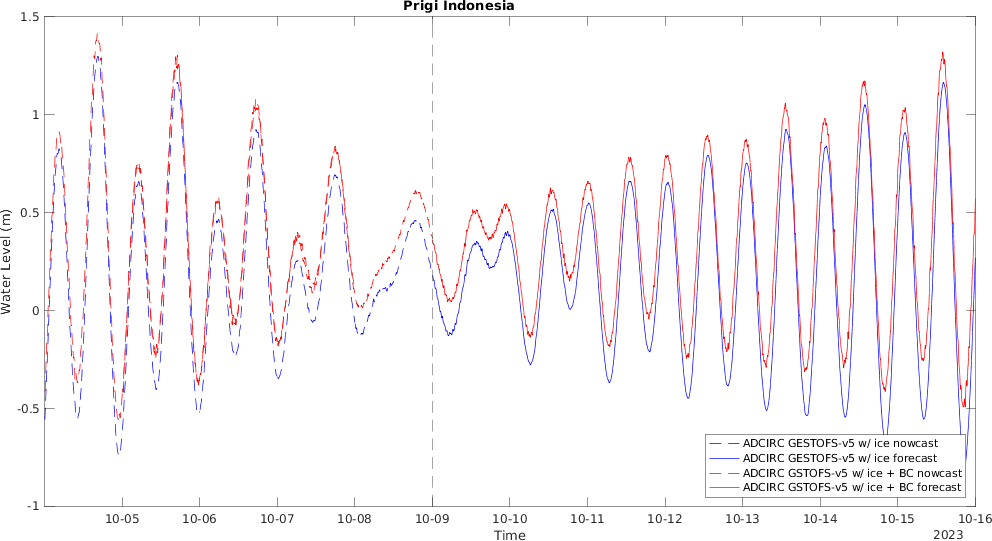 Prigi Indonesia
1.5
1
0.5
0
-0.5
-1
Water Level (m)
ADCIRC GESTOFS-v5 w/ ice nowcast
ADCIRC GESTOFS-v5 w/ ice forecast
ADCIRC GSTOFS-v5 w/ ice + BC nowcast
ADCIRC GSTOFS-v5 w/ ice + BC forecast
10-05 10-06 10-07 10-08 10-09 10-10 10-11 10-12 10-13 10-14 10-15 10-16
Time
2023